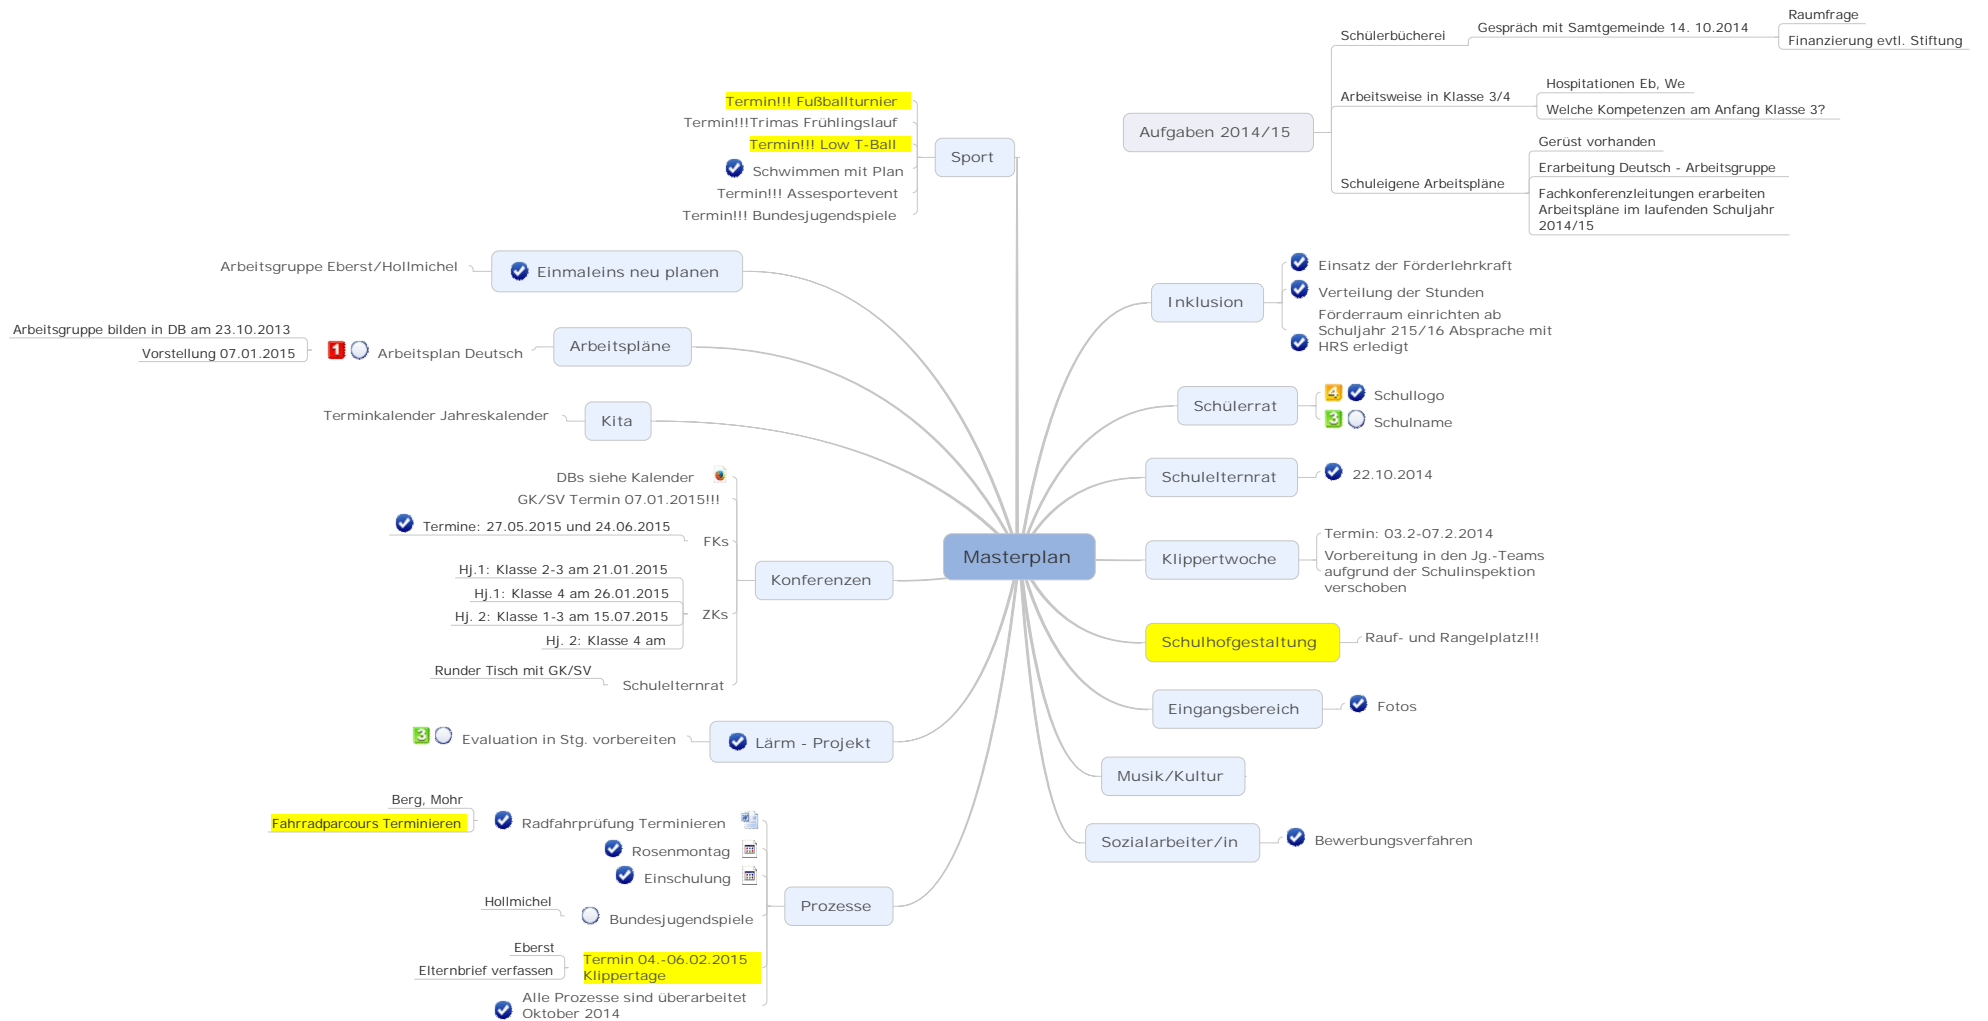 Masterplan
Sport
Termin!!! Fußballturnier
Termin!!!Trimas Frühlingslauf
Termin!!! Low T-Ball
Schwimmen mit Plan
Termin!!! Assesportevent
Termin!!! Bundesjugendspiele
Einmaleins neu planen
Arbeitsgruppe Eberst/Hollmichel
Arbeitspläne
1
Arbeitsplan Deutsch
Arbeitsgruppe bilden in DB am 23.10.2013
Vorstellung 07.01.2015
Kita
Terminkalender Jahreskalender
Konferenzen
DBs siehe Kalender
GK/SV Termin 07.01.2015!!!
FKs
Termine: 27.05.2015 und 24.06.2015
ZKs
Hj.1: Klasse 2-3 am 21.01.2015
Hj.1: Klasse 4 am 26.01.2015
Hj. 2: Klasse 1-3 am 15.07.2015
Hj. 2: Klasse 4 am
Schulelternrat
Runder Tisch mit GK/SV
Lärm - Projekt
3
Evaluation in Stg. vorbereiten
Prozesse
Radfahrprüfung Terminieren
Berg, Mohr
Fahrradparcours Terminieren
Rosenmontag
Einschulung
Bundesjugendspiele
Hollmichel
Termin 04.-06.02.2015
Klippertage
Eberst
Elternbrief verfassen
Alle Prozesse sind überarbeitet
Oktober 2014
Aufgaben 2014/15
Schülerbücherei
Gespräch mit Samtgemeinde 14. 10.2014
Raumfrage
Finanzierung evtl. Stiftung
Arbeitsweise in Klasse 3/4
Hospitationen Eb, We
Welche Kompetenzen am Anfang Klasse 3?
Schuleigene Arbeitspläne
Gerüst vorhanden
Erarbeitung Deutsch - Arbeitsgruppe
Fachkonferenzleitungen erarbeiten
Arbeitspläne im laufenden Schuljahr
2014/15
Inklusion
Einsatz der Förderlehrkraft
Verteilung der Stunden
Förderraum einrichten ab
Schuljahr 215/16 Absprache mit
HRS erledigt
Schülerrat
4
Schullogo
3
Schulname
Schulelternrat
22.10.2014
Klippertwoche
Termin: 03.2-07.2.2014
Vorbereitung in den Jg.-Teams
aufgrund der Schulinspektion
verschoben
Schulhofgestaltung
Rauf- und Rangelplatz!!!
Eingangsbereich
Fotos
Musik/Kultur
Sozialarbeiter/in
Bewerbungsverfahren